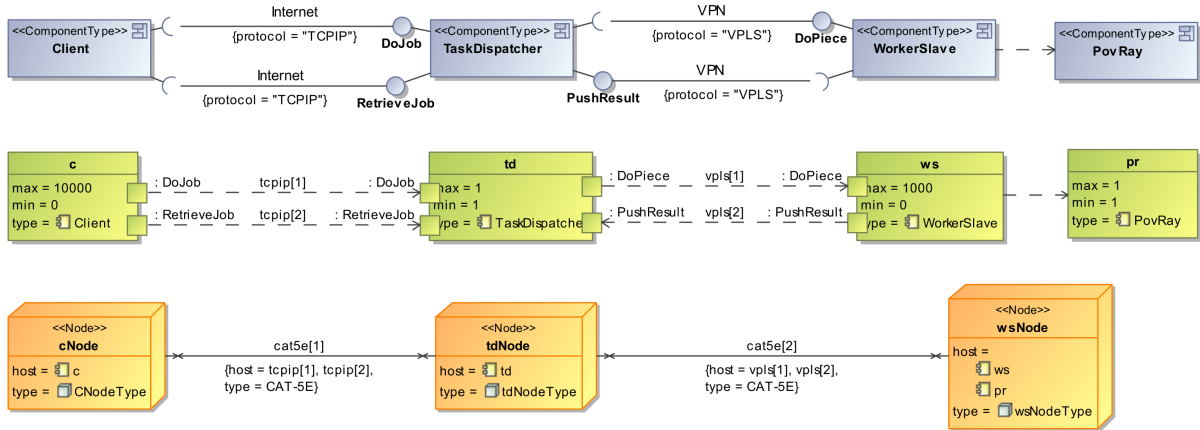 Internet
VPN
<<ComponentType>>
Client
DoJob
<<ComponentType>>
TaskDispatcher
DoPiece
<<ComponentType>>
WorkerSlave
<<ComponentType>>
PovRay
{protocol = "TCPIP"}
{protocol = "VPLS"}
Internet
VPN
{protocol = "TCPIP"}
RetrieveJob
PushResult
{protocol = "VPLS"}
c
max = 10000
min = 0
type = Client
: DoJob
tcpip[1]
: DoJob
: RetrieveJob
tcpip[2]
: RetrieveJob
td
max = 1
min = 1
type = TaskDispatche
: DoPiece
vpls[1]
: DoPiece
: PushResult
vpls[2]
: PushResult
ws
max = 1000
min = 0
type = WorkerSlave
pr
max = 1
min = 1
type = PovRay
<<Node>>
cNode
host = c
type = CNodeType
cat5e[1]
{host = tcpip[1], tcpip[2],
type = CAT-5E}
<<Node>>
tdNode
host = td
type = tdNodeType
cat5e[2]
{host = vpls[1], vpls[2],
type = CAT-5E}
<<Node>>
wsNode
host =
ws
pr
type = wsNodeType